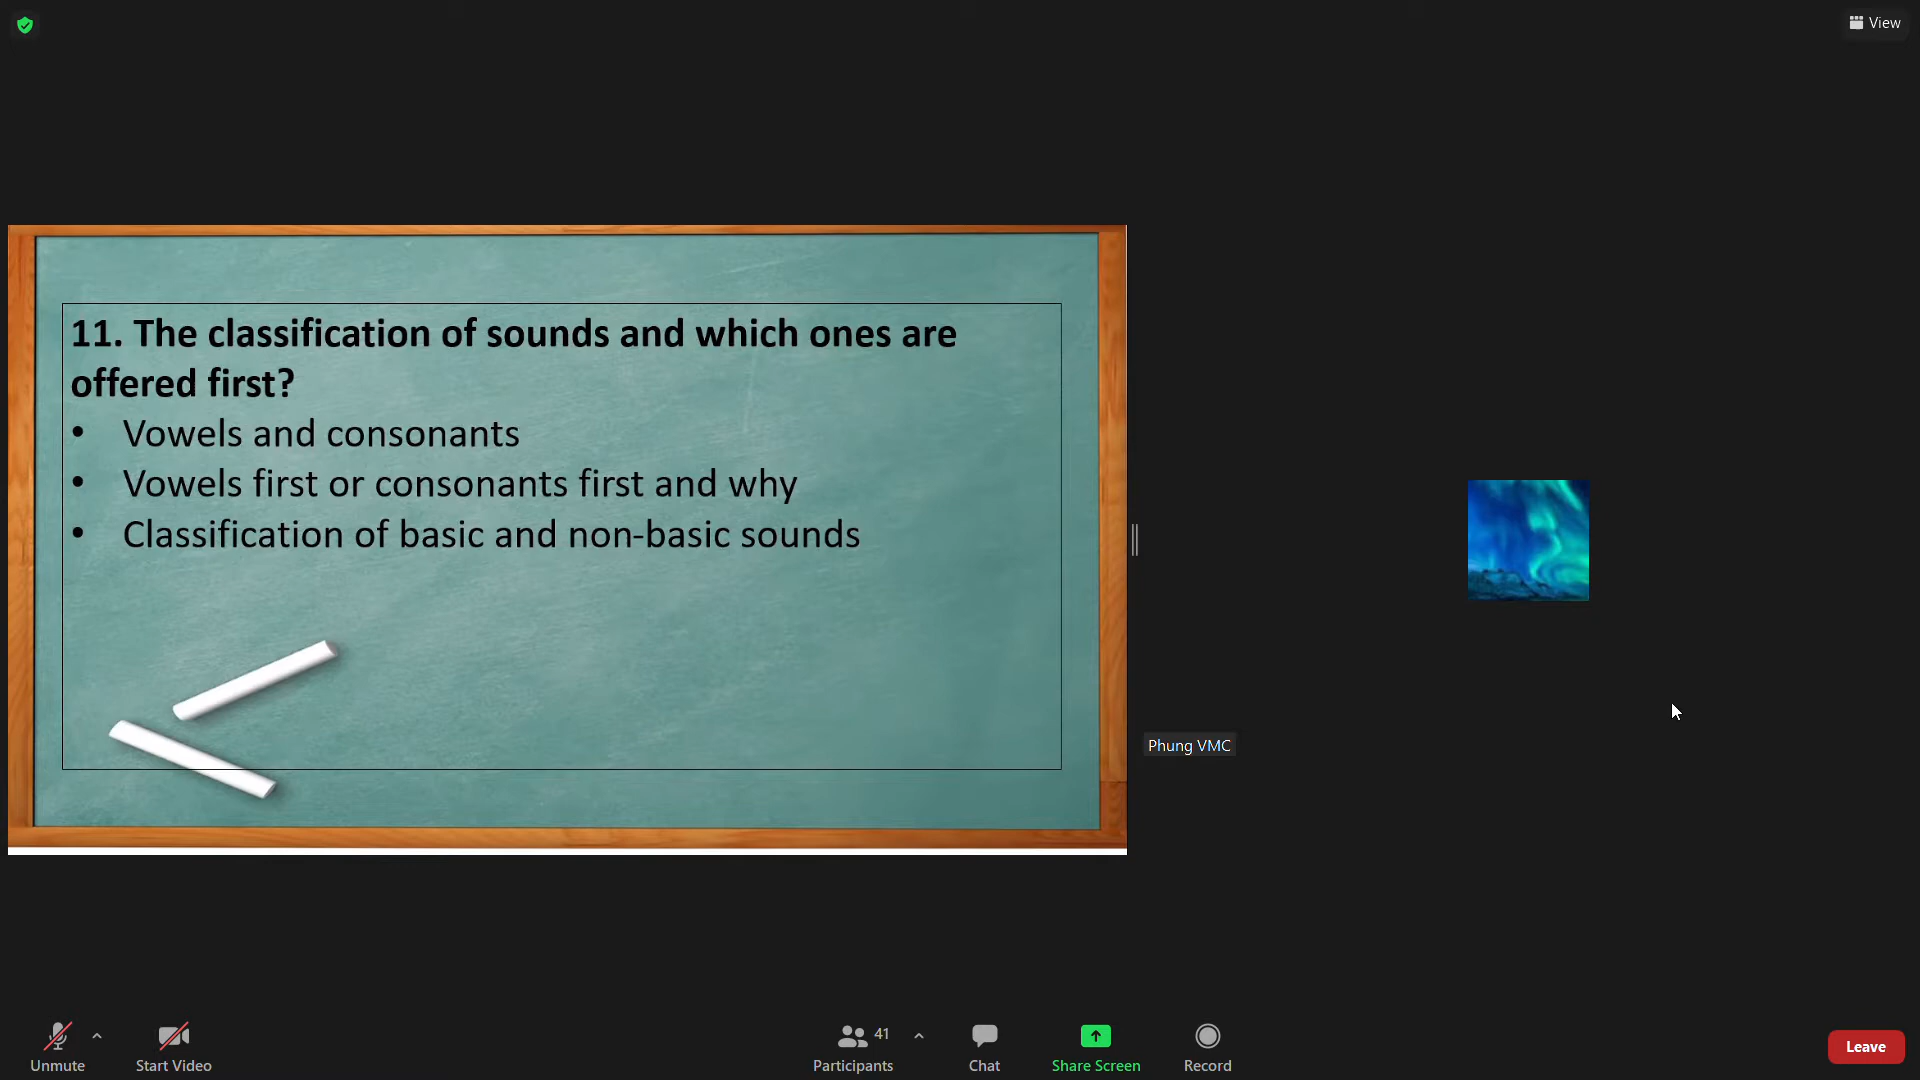 View
11. The classification of sounds and which ones are
offered first?
• Vowels and consonants
• Vowels first or consonants first and why
• Classification of basic and non-basic sounds
Phung VMC
Unmute
Start Video
41
Participants
Chat
Share Screen
Record
Leave